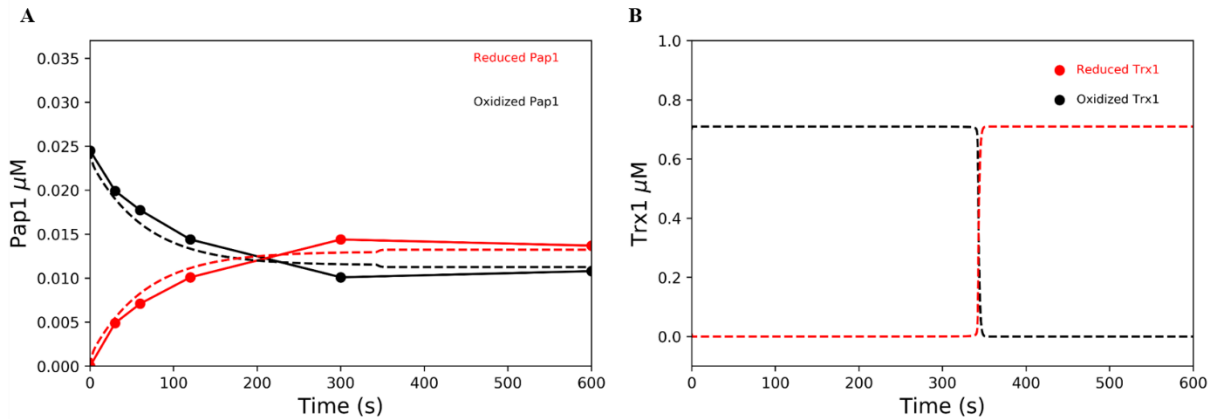 A
B
0.035
0.030
0.025
0.020
0.015
0.010
0.005
0.000
Pap1 μM
Reduced Pap1
Oxidized Pap1
0 100 200 300 400 500 600
Time (s)
1.0
0.8
0.6
0.4
0.2
0.0
Trx1 μM
Reduced Trx1
Oxidized Trx1
0 100 200 300 400 500 600
Time (s)